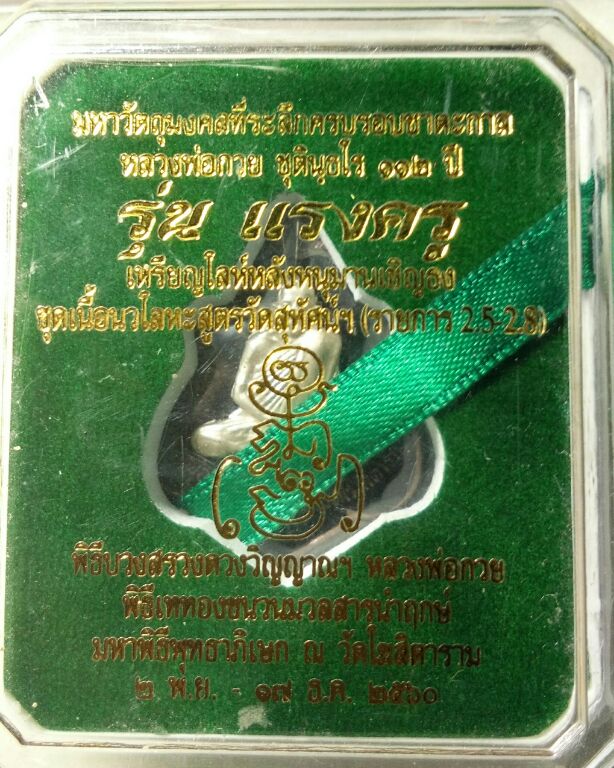 มหาวัตถุมงคลที่ระลึกครบรอบชาตะกาล
หลวงพ่อกวย ชุตินฺธโร ๑๑๒ ปี
รุ่น แรงครู
เหรียญโล่ห์หลังหนุมานเชิญธง
ชุดเนื้อนวโลหะสูตรวัดสุทัศน์ฯ (รายการ 2.5-2.8)
พิธีบวงสรวงดวงวิญญาณฯ หลวงพ่อกวย
พิธีเททองชนวนมวลสารนำฤกษ์
มหาพิธีพุทธาภิเษก ณ วัดโฆสิตาราม
๒ พ.ย. - ๑๗ ธ.ค. ๒๕๖๐